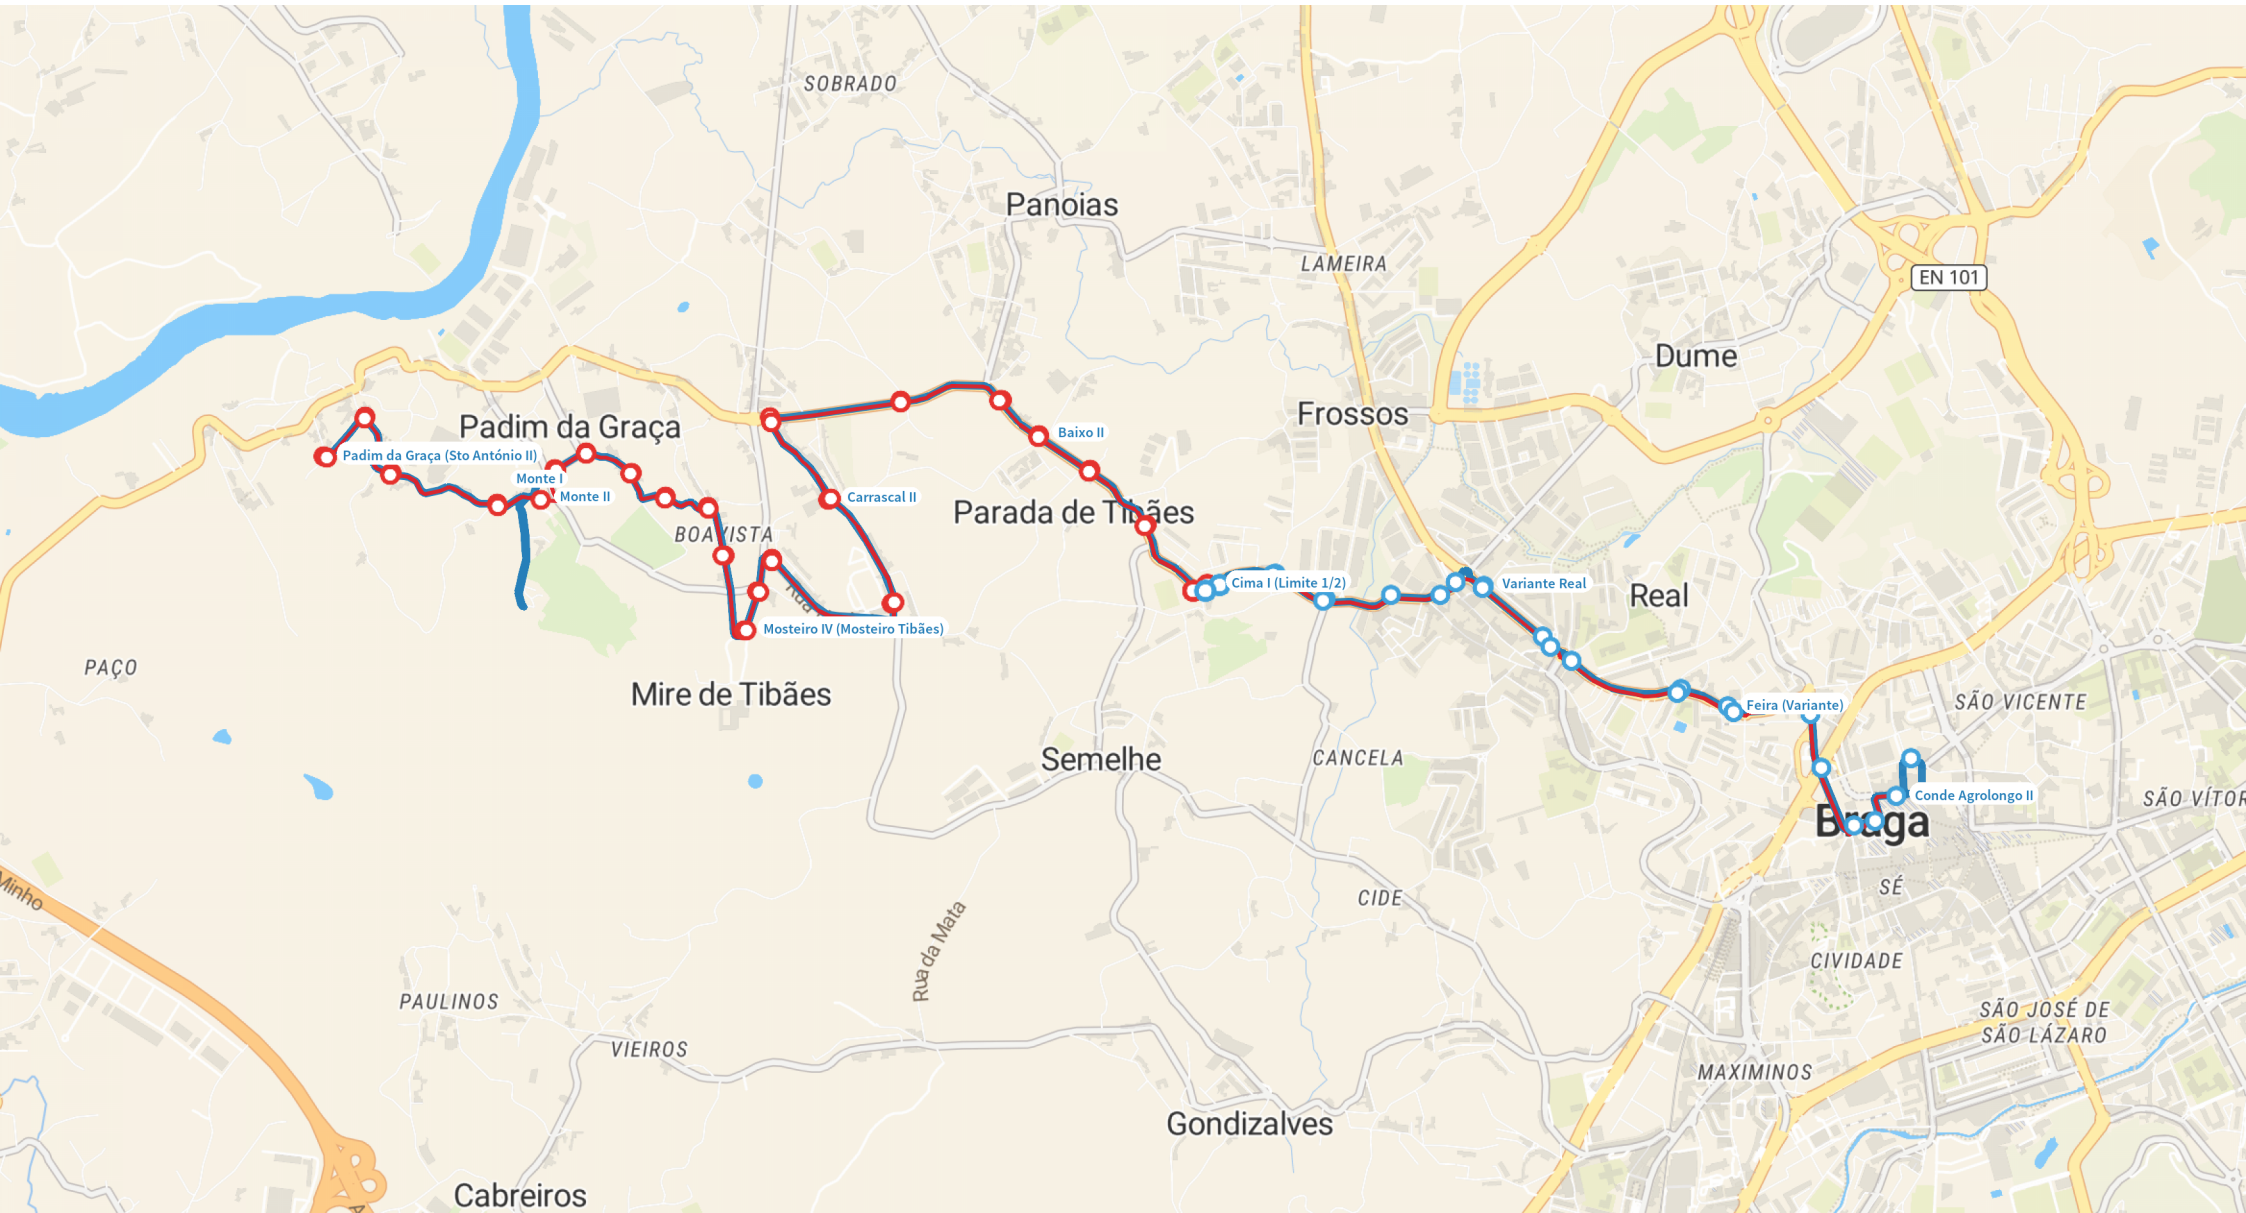 SOBRADO
Panoias
LAMEIRA
EN 101
Dume
Frossos
Padim da Graça
Baixo II
Padim da Graça (Sto António II)
Monte I
Monte II
Carrascal II
Parada de Tibães
BOAVISTA
Cima I (Limite 1/2)
Variante Real
Real
Rua
Mosteiro IV (Mosteiro Tibães)
PAÇO
Mire de Tibães
Feira (Variante)
SÃO VICENTE
Semelhe
CANCELA
Conde Agrolongo II
SÃO VÍTOR
Braga
SÉ
Minho
CIDE
Rua da Mata
CIVIDADE
PAULINOS
SÃO JOSÉ DE
SÃO LÁZARO
VIEIROS
MAXIMINOS
Gondizalves
Cabreiros
A